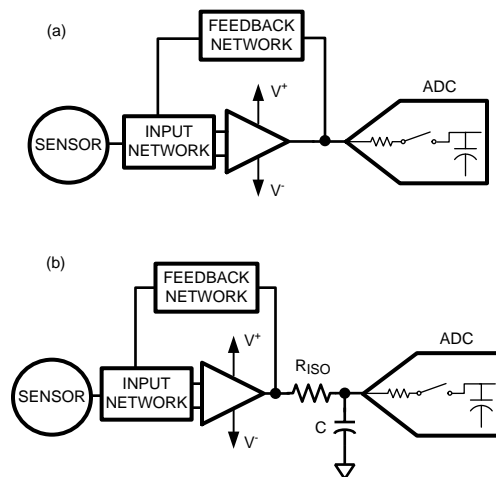 (a)
FEEDBACK
NETWORK
V+
ADC
SENSOR
INPUT
NETWORK
V-
(b)
FEEDBACK
NETWORK
V+
ADC
RISO
SENSOR
INPUT
NETWORK
C
V-